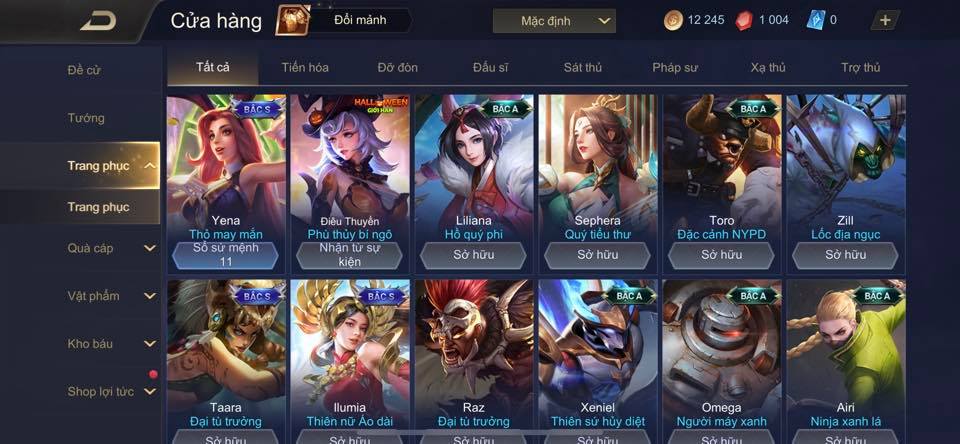 Cửa hàng
Đổi mảnh
Mặc định
12 245
1 004
0
Đề cử
Tướng
Trang phục
Trang phục
Quà cáp
Vật phẩm
Kho báu
Shop lợi tức
Tất cả
Tiến hóa
Đỡ đòn
Đấu sĩ
Sát thủ
Pháp sư
Xạ thủ
Trợ thủ
BẬC S
Yena
Thỏ may mắn
Sổ sứ mệnh
11
HALLOWEEN
GIỚI HẠN
Điêu Thuyền
Phù thủy bí ngô
Nhận từ sự
kiện
BẬC A
Liliana
Hồ quý phi
Sở hữu
Sephera
Quý tiểu thư
Sở hữu
BẬC A
Toro
Đặc cảnh NYPD
Sở hữu
Zill
Lốc địa ngục
Sở hữu
BẬC S
Taara
Đại tù trưởng
Sở hữu
BẬC S
Ilumia
Thiên nữ Áo dài
Sở hữu
Raz
Đại tù trưởng
Sở hữu
BẬC A
Xeniel
Thiên sứ hủy diệt
Sở hữu
BẬC A
Omega
Người máy xanh
Sở hữu
BẬC A
Airi
Ninja xanh lá
Sở hữu